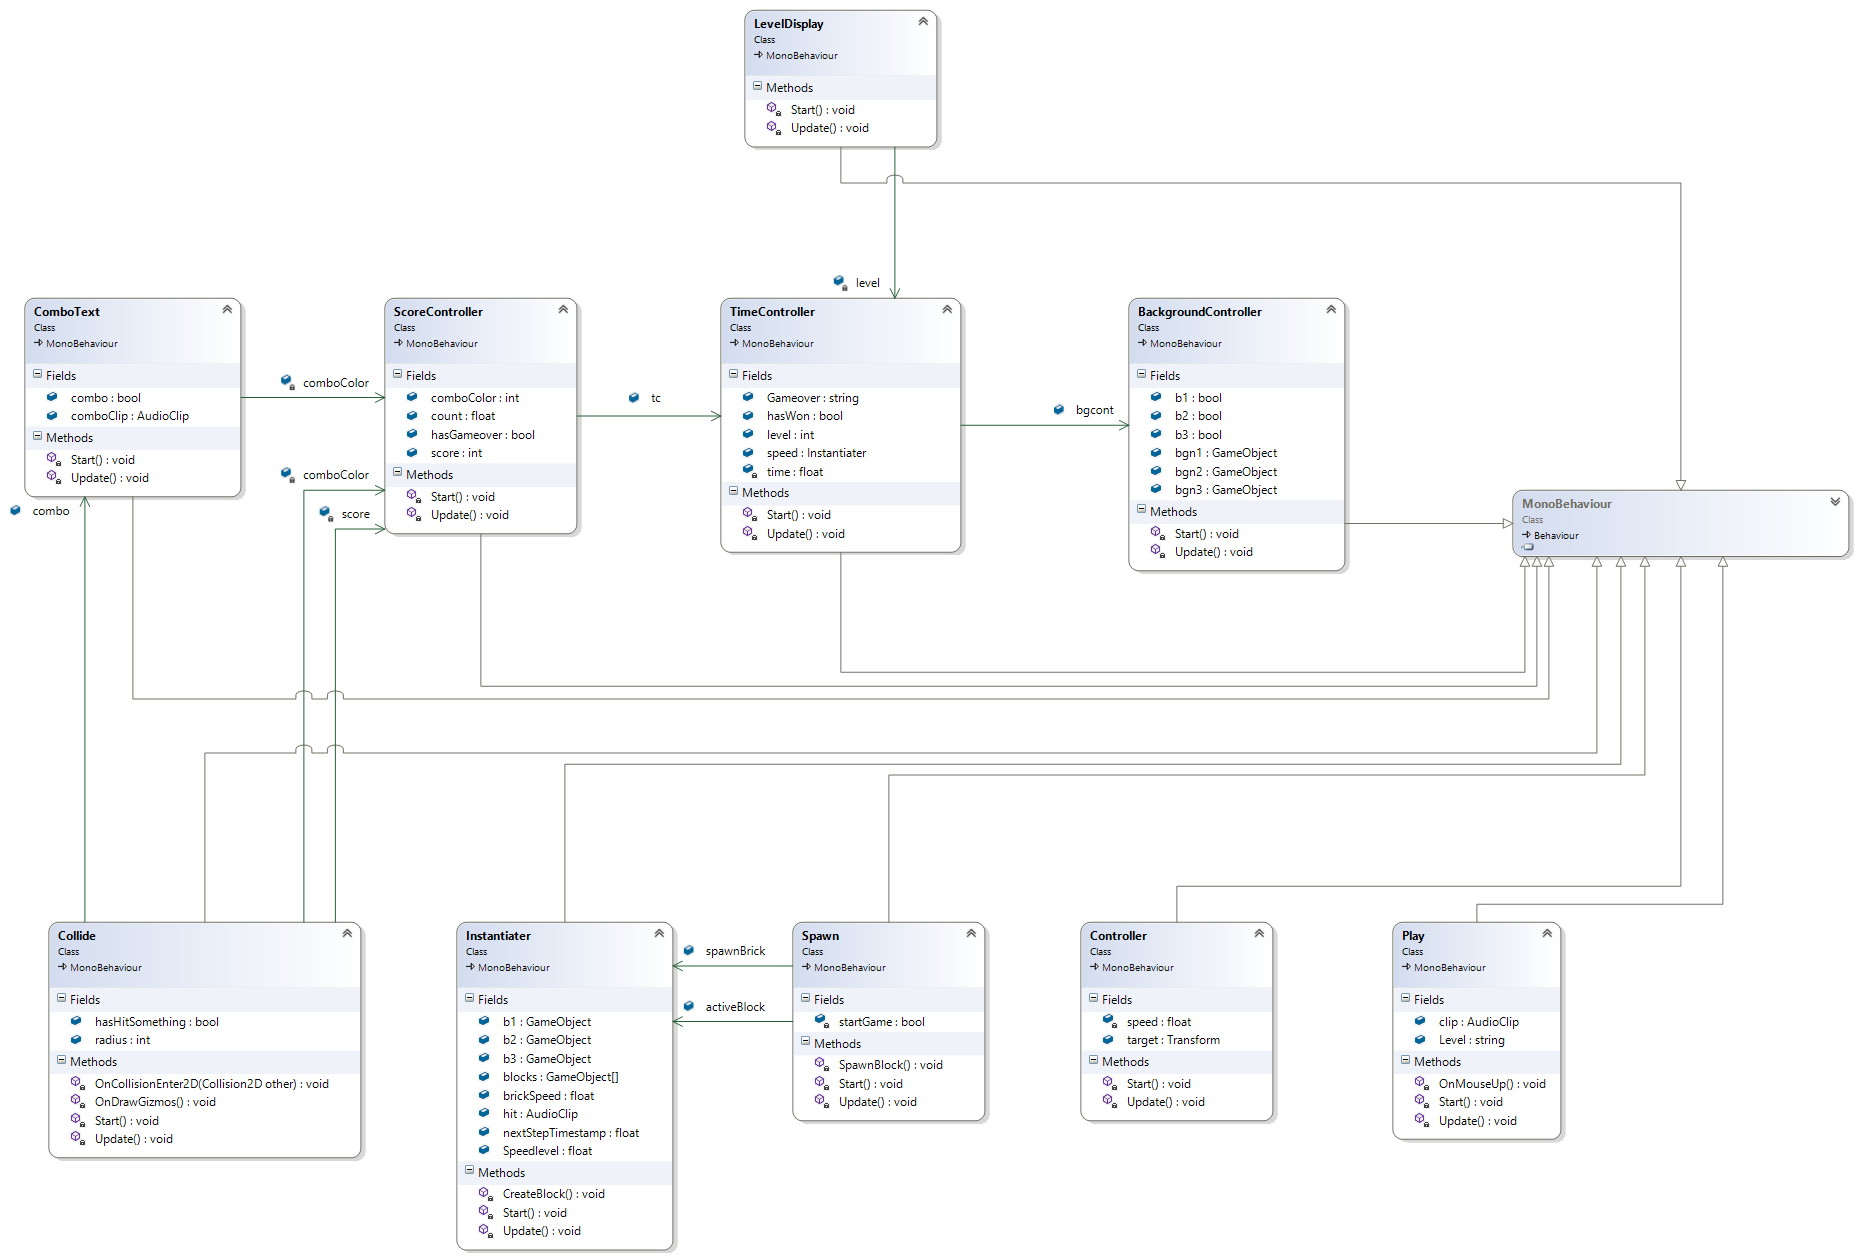 LevelDisplay
Class
MonoBehaviour
Methods
Start() : void
Update() : void
level
ComboText
Class
MonoBehaviour
Fields
combo : bool
comboClip : AudioClip
Methods
Start() : void
Update() : void
combo
comboColor
comboColor
score
ScoreController
Class
MonoBehaviour
Fields
comboColor : int
count : float
hasGameover : bool
score : int
Methods
Start() : void
Update() : void
tc
TimeController
Class
MonoBehaviour
Fields
Gameover : string
hasWon : bool
level : int
speed : Instantiater
time : float
Methods
Start() : void
Update() : void
bgcont
BackgroundController
Class
MonoBehaviour
Fields
b1 : bool
b2 : bool
b3 : bool
bgn1 : GameObject
bgn2 : GameObject
bgn3 : GameObject
Methods
Start() : void
Update() : void
MonoBehaviour
Class
Behaviour
Collide
Class
MonoBehaviour
Fields
hasHitSomething : bool
radius : int
Methods
OnCollisionEnter2D(Collision2D other) : void
OnDrawGizmos() : void
Start() : void
Update() : void
Instantiater
Class
MonoBehaviour
Fields
b1 : GameObject
b2 : GameObject
b3 : GameObject
blocks : GameObject[]
brickSpeed : float
hit : AudioClip
nextStepTimestamp : float
Speedlevel : float
Methods
CreateBlock() : void
Start() : void
Update() : void
spawnBrick
activeBlock
Spawn
Class
MonoBehaviour
Fields
startGame : bool
Methods
SpawnBlock() : void
Start() : void
Update() : void
Controller
Class
MonoBehaviour
Fields
speed : float
target : Transform
Methods
Start() : void
Update() : void
Play
Class
MonoBehaviour
Fields
clip : AudioClip
Level : string
Methods
OnMouseUp() : void
Start() : void
Update() : void